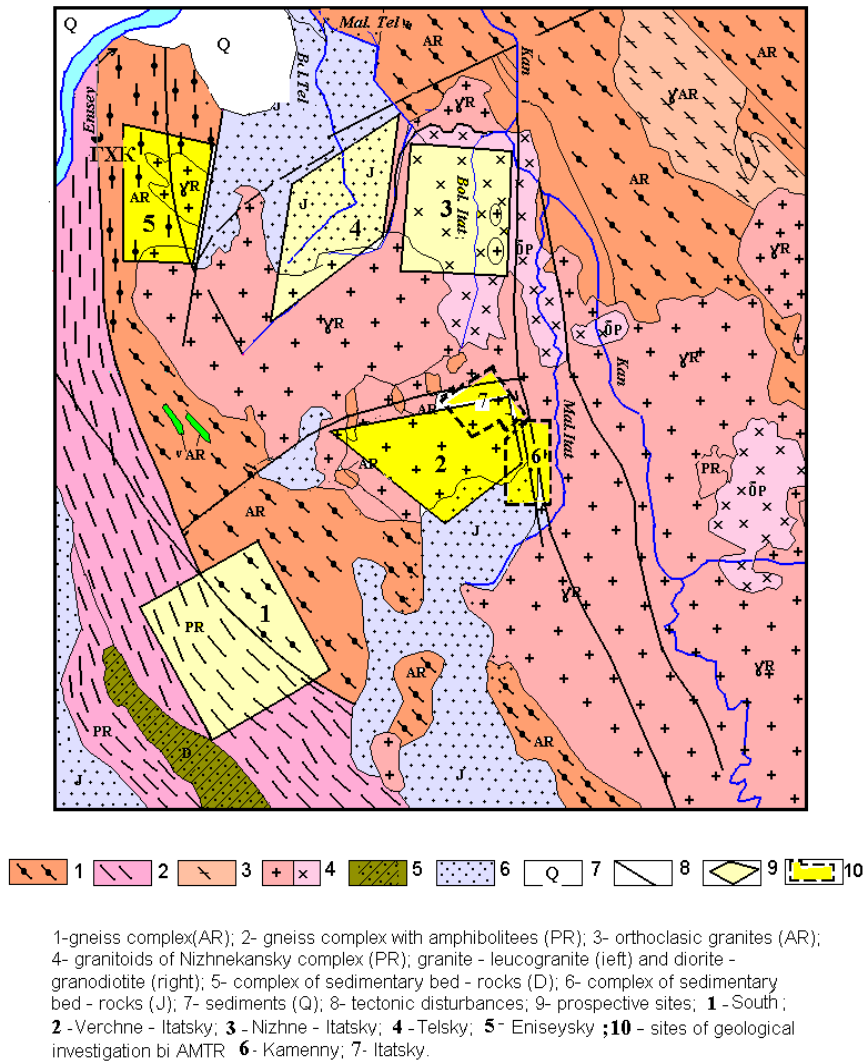 Q
Q
Mal. Tel
AR
Kan
AR
Bol Tel
J
γAR
γR
Enisey
ГХК
AR
γR
5
J
J
4
Bol. Itat
3
AR
δP
γR
γR
δP
Kan
γR
AR
7
AR
2
6
Mal. Itat
PR
δP
γAR
AR
AR
J
PR
1
γR
γR
AR
PR
D
J
J
AR
1 2 3 4 5 6 Q 7 8 9 10
1-gneiss complex(AR); 2- gneiss complex with amphibolitees (PR); 3- orthoclasic granites (AR);
4- granitoids of Nizhnekansky complex (PR); granite - leucogranite (ieft) and diorite -
granodiotite (right); 5- complex of sedimentary bed - rocks (D); 6- complex of sedimentary
bed - rocks (J); 7- sediments (Q); 8- tectonic disturbances; 9- prospective sites; 1 - South;
2 -Verchne - Itatsky; 3 - Nizhne - Itatsky; 4 - Telsky; 5 - Eniseysky ;10 - sites of geological
investigation bi AMTR 6- Kamenny; 7- Itatsky.